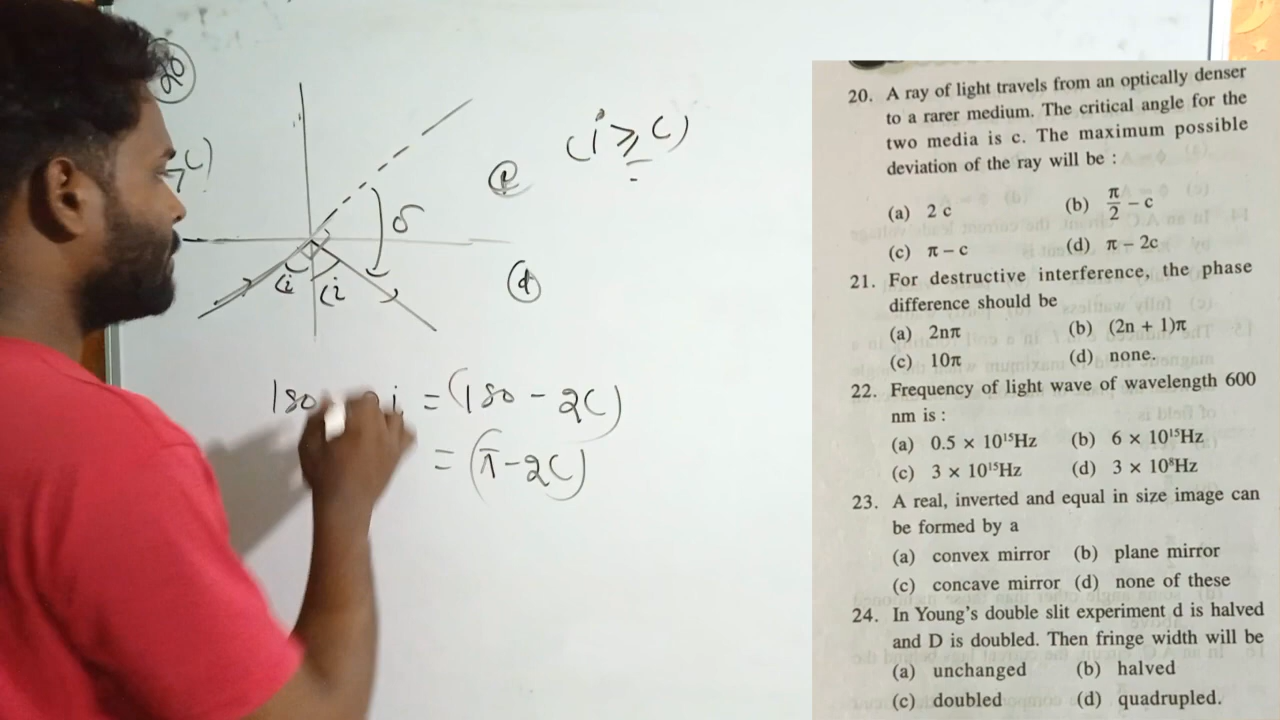 20
C)
(i ≥ C)
R
δ
(i
(i
d
180 i = (180 - 2C)
= (π - 2C)
20. A ray of light travels from an optically denser
to a rarer medium. The critical angle for the
two media is c. The maximum possible
deviation of the ray will be :
(a) 2 c (b) π/2 – c
(c) π – c (d) π – 2c
21. For destructive interference, the phase
difference should be
(a) 2nπ (b) (2n + 1)π
(c) 10π (d) none.
22. Frequency of light wave of wavelength 600
nm is :
(a) 0.5 × 10¹⁵Hz (b) 6 × 10¹⁵Hz
(c) 3 × 10¹⁵Hz (d) 3 × 10⁸Hz
23. A real, inverted and equal in size image can
be formed by a
(a) convex mirror (b) plane mirror
(c) concave mirror (d) none of these
24. In Young's double slit experiment d is halved
and D is doubled. Then fringe width will be
(a) unchanged (b) halved
(c) doubled (d) quadrupled.